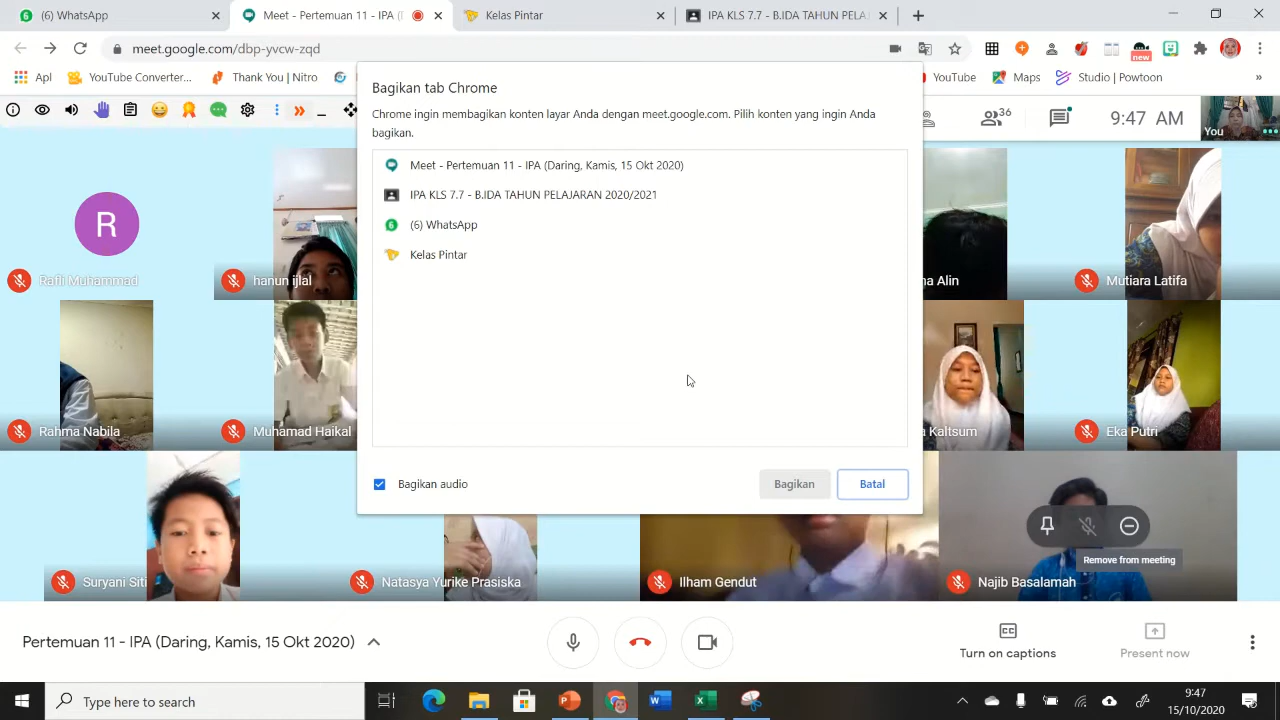 (6) WhatsApp
Meet - Pertemuan 11 - IPA (
Kelas Pintar
IPA KLS 7.7 - B.IDA TAHUN PELA
meet.google.com/dbp-yvcw-zqd
new
Apl
YouTube Converter...
Thank You | Nitro
YouTube
Maps
Studio | Powtoon
»
36
9:47 AM
You
Bagikan tab Chrome
Chrome ingin membagikan konten layar Anda dengan meet.google.com. Pilih konten yang ingin Anda
bagikan.
Meet - Pertemuan 11 - IPA (Daring, Kamis, 15 Okt 2020)
IPA KLS 7.7 - B.IDA TAHUN PELAJARAN 2020/2021
6
(6) WhatsApp
Kelas Pintar
Bagikan audio
Bagikan
Batal
R
Rafli Muhammad
hanun ijlal
na Alin
Mutiara Latifa
Rahma Nabila
Muhamad Haikal
a Kaltsum
Eka Putri
Suryani Siti
Natasya Yurike Prasiska
Ilham Gendut
Najib Basalamah
Remove from meeting
Pertemuan 11 - IPA (Daring, Kamis, 15 Okt 2020)
CC
Turn on captions
Present now
Type here to search
9:47
15/10/2020